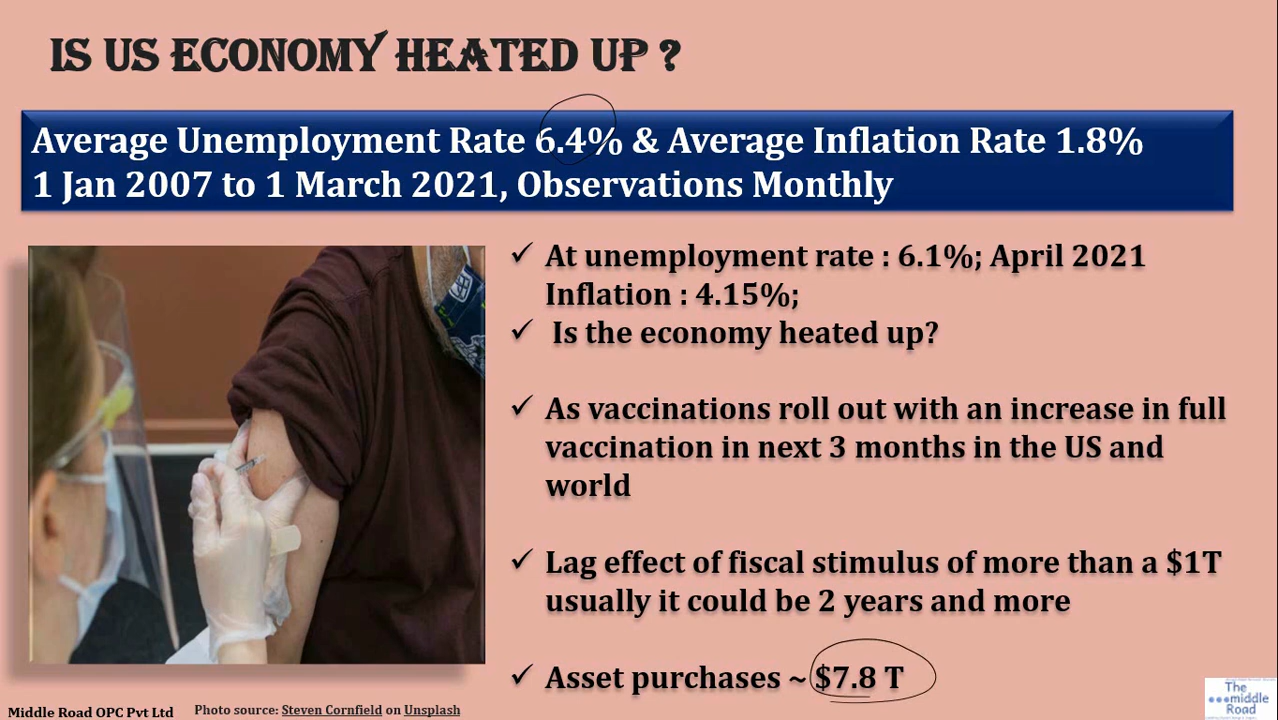 IS US ECONOMY HEATED UP ?
Average Unemployment Rate 6.4% & Average Inflation Rate 1.8%
1 Jan 2007 to 1 March 2021, Observations Monthly
✓ At unemployment rate : 6.1%; April 2021
Inflation : 4.15%;
✓ Is the economy heated up?
✓ As vaccinations roll out with an increase in full
vaccination in next 3 months in the US and
world
✓ Lag effect of fiscal stimulus of more than a $1T
usually it could be 2 years and more
✓ Asset purchases ~ $7.8 T
Middle Road OPC Pvt Ltd
Photo source: Steven Cornfield on Unsplash
The
middle
Road